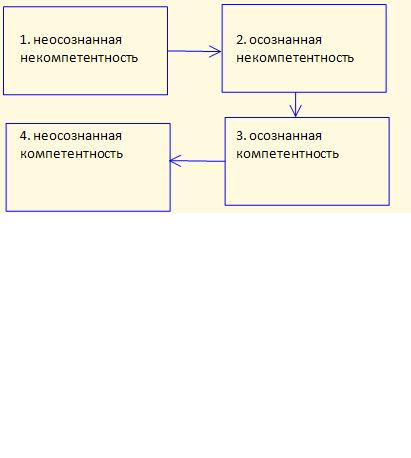 1. неосознанная
некомпетентность
2. осознанная
некомпетентность
3. осознанная
компетентность
4. неосознанная
компетентность